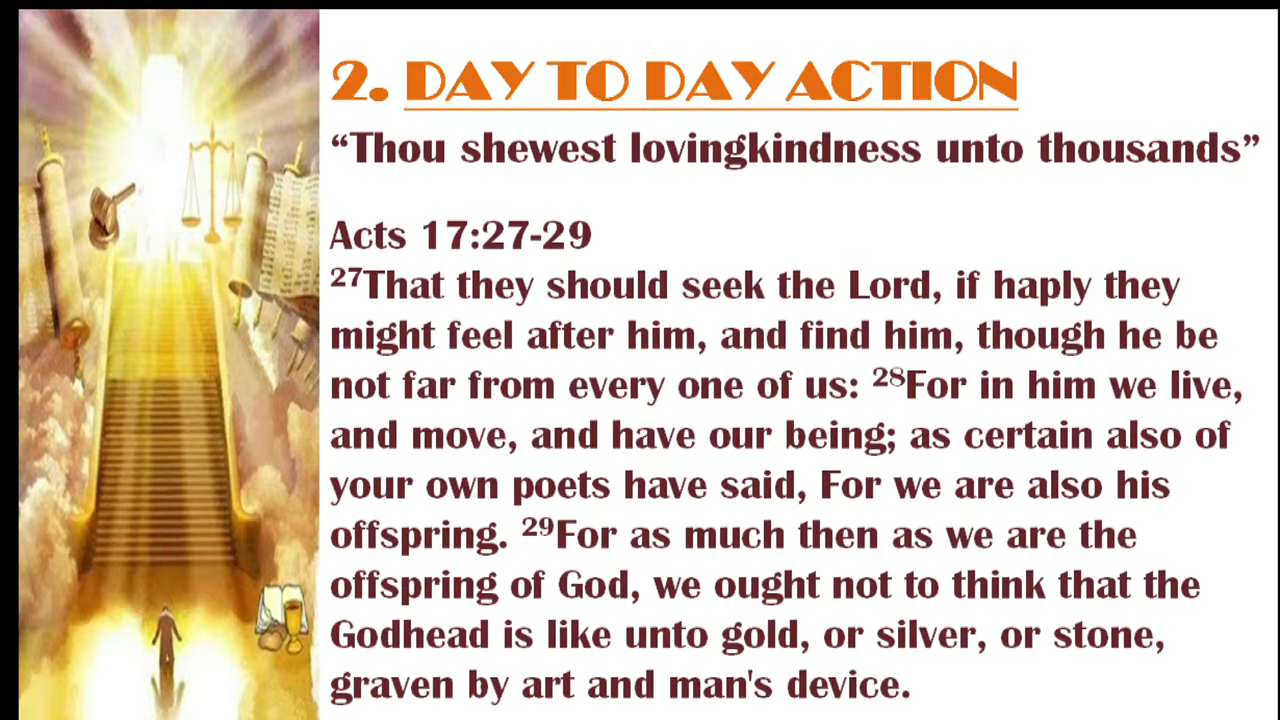 2. DAY TO DAY ACTION
“Thou shewest lovingkindness unto thousands”
Acts 17:27-29
27That they should seek the Lord, if haply they
might feel after him, and find him, though he be
not far from every one of us: 28For in him we live,
and move, and have our being; as certain also of
your own poets have said, For we are also his
offspring. 29For as much then as we are the
offspring of God, we ought not to think that the
Godhead is like unto gold, or silver, or stone,
graven by art and man's device.